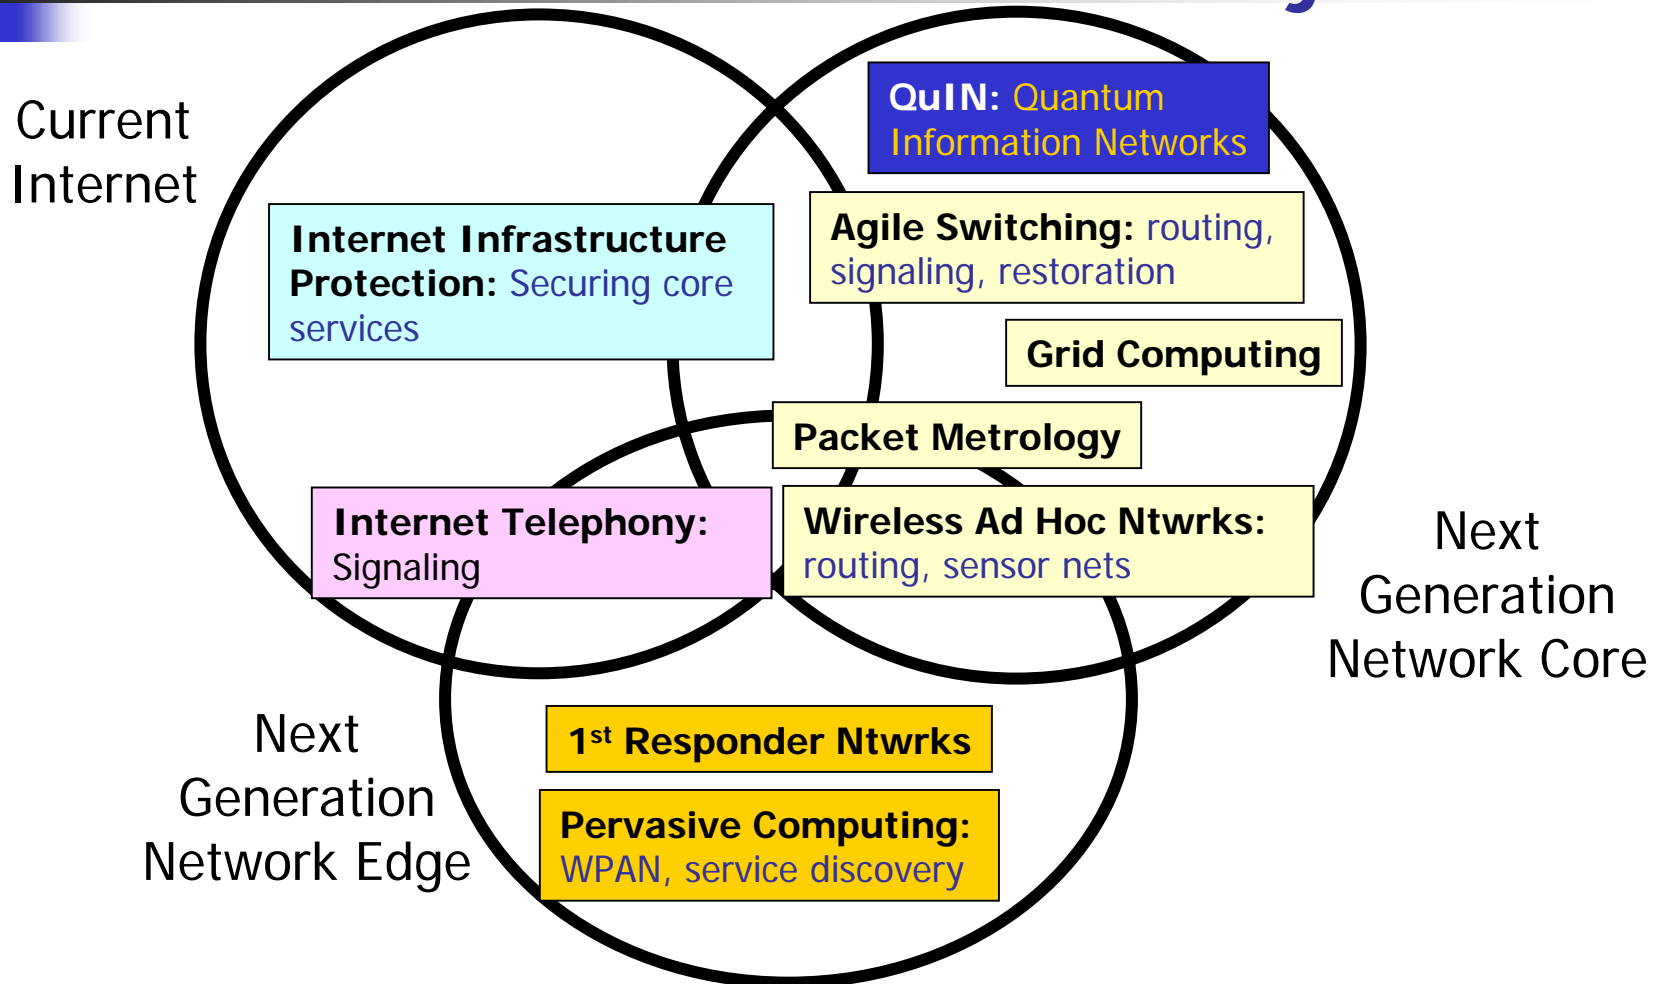 Current
Internet
QuIN: Quantum
Information Networks
Internet Infrastructure
Protection: Securing core
services
Agile Switching: routing,
signaling, restoration
Grid Computing
Packet Metrology
Internet Telephony:
Signaling
Wireless Ad Hoc Ntwrks:
routing, sensor nets
Next
Generation
Network Core
Next
Generation
Network Edge
1st Responder Ntwrks
Pervasive Computing:
WPAN, service discovery